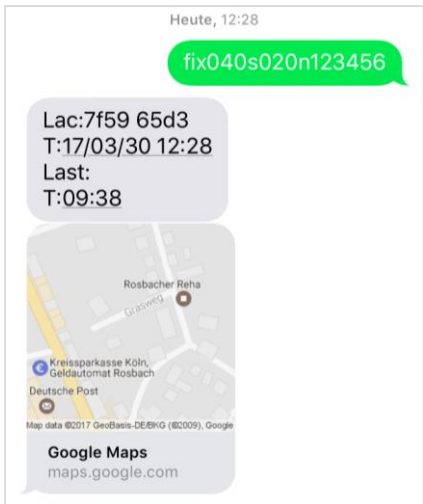 Heute, 12:28
fix040s020n123456
Lac:7f59 65d3
T:17/03/30 12:28
Last:
T:09:38
Rosbacher Reha
Grasweg
Kreissparkasse Köln,
Geldautomat Rosbach
Deutsche Post
Map data ©2017 GeoBasis-DE/BKG (©2009), Google
Google Maps
maps.google.com